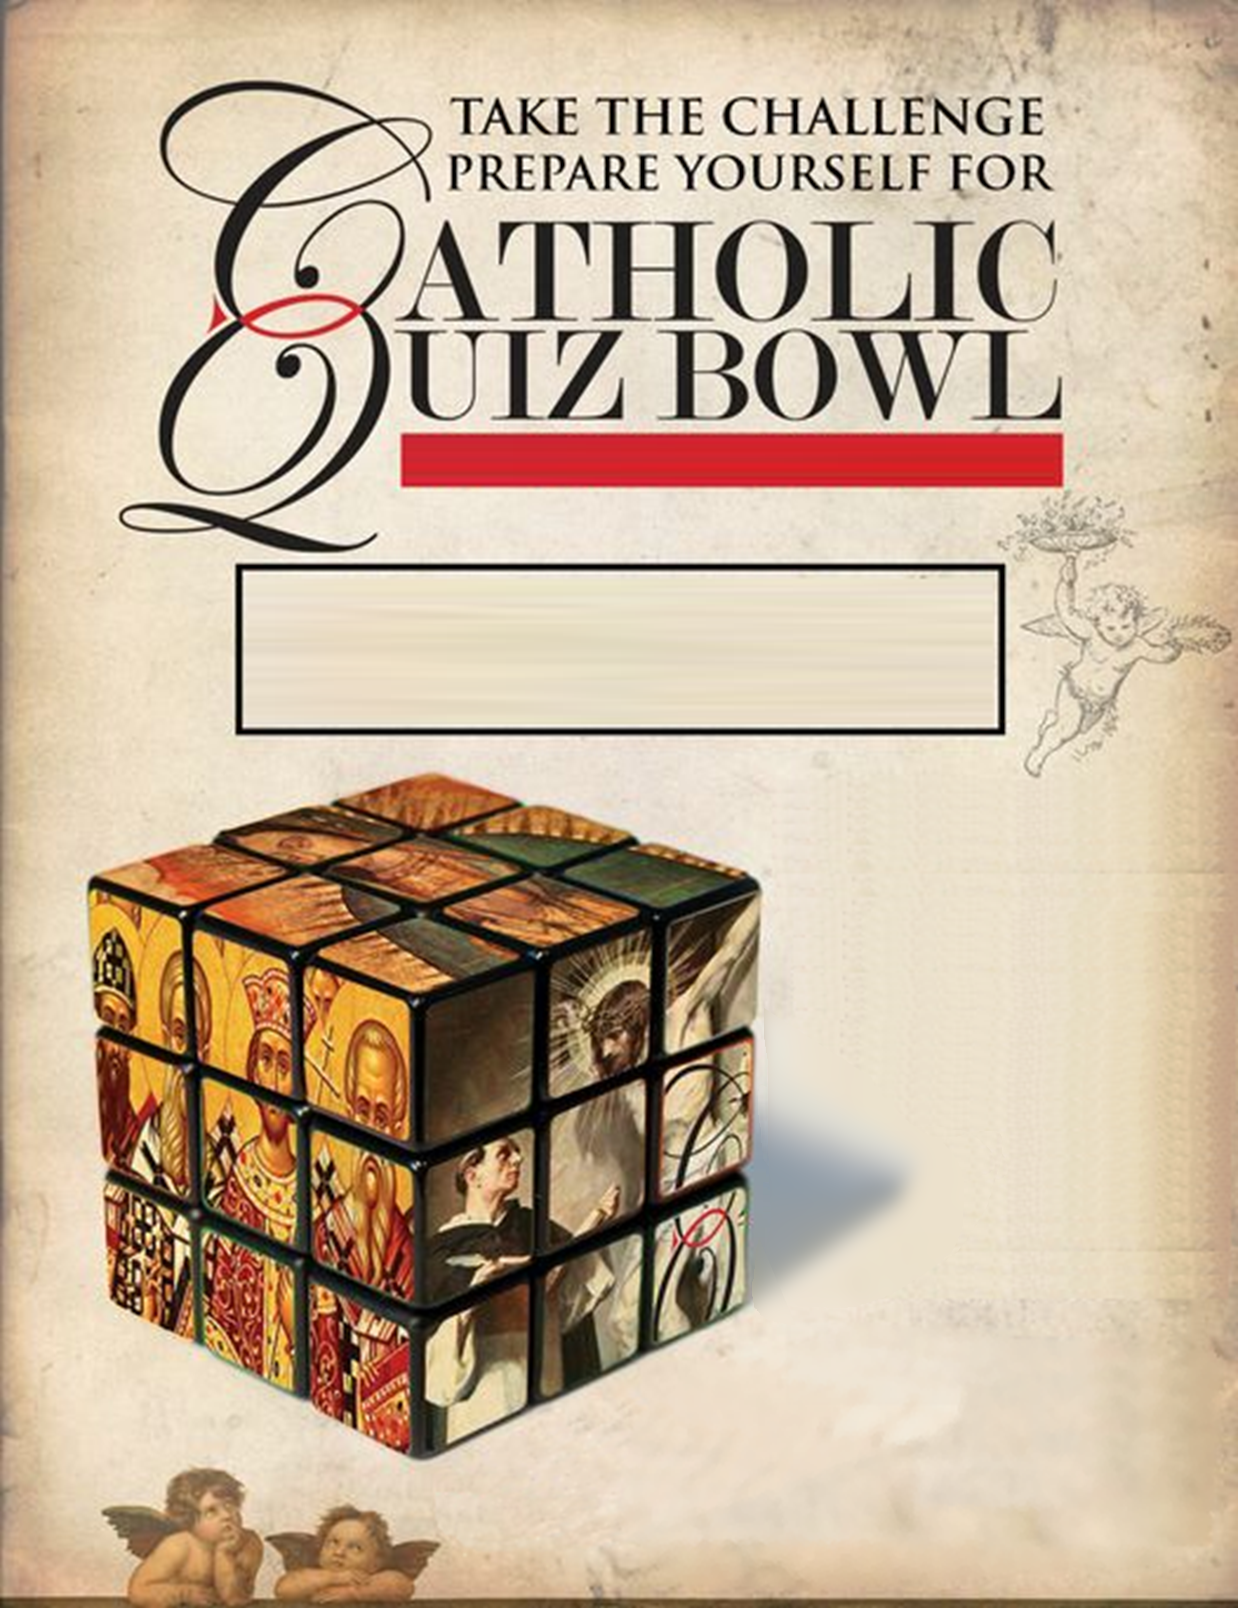 TAKE THE CHALLENGE
PREPARE YOURSELF FOR
CATHOLIC
QUIZ BOWL